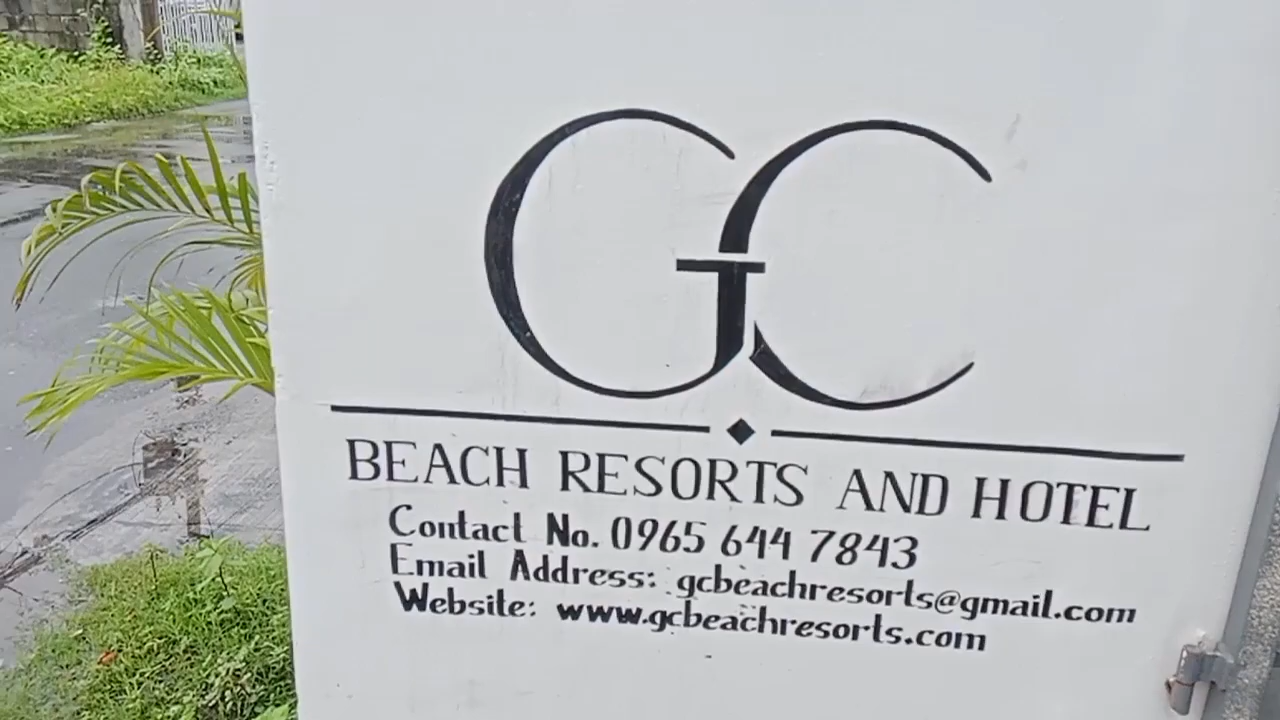 GC
BEACH RESORTS AND HOTEL
Contact No. 0965 644 7843
Email Address: gcbeachresorts@gmail.com
Website: www.gcbeachresorts.com